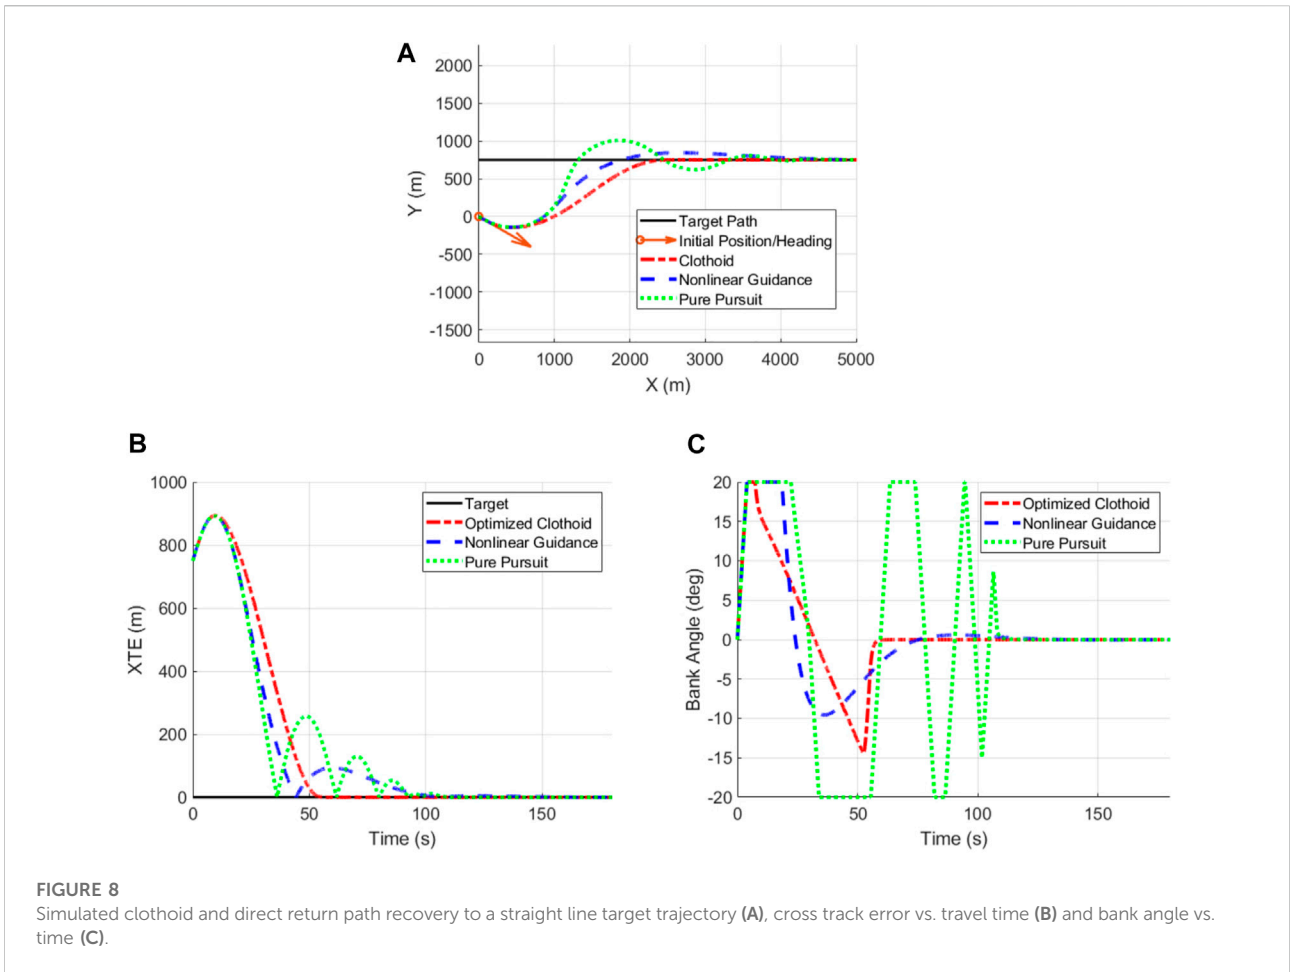 A
2000
1500
1000
500
0
-500
-1000
-1500
Y (m)
0 1000 2000 3000 4000 5000
X (m)
Target Path
Initial Position/Heading
Clothoid
Nonlinear Guidance
Pure Pursuit
B
1000
800
600
400
200
0
XTE (m)
0 50 100 150
Time (s)
Target
Optimized Clothoid
Nonlinear Guidance
Pure Pursuit
C
20
15
10
5
0
-5
-10
-15
-20
Bank Angle (deg)
0 50 100 150
Time (s)
Optimized Clothoid
Nonlinear Guidance
Pure Pursuit
FIGURE 8
Simulated clothoid and direct return path recovery to a straight line target trajectory (A), cross track error vs. travel time (B) and bank angle vs.
time (C).